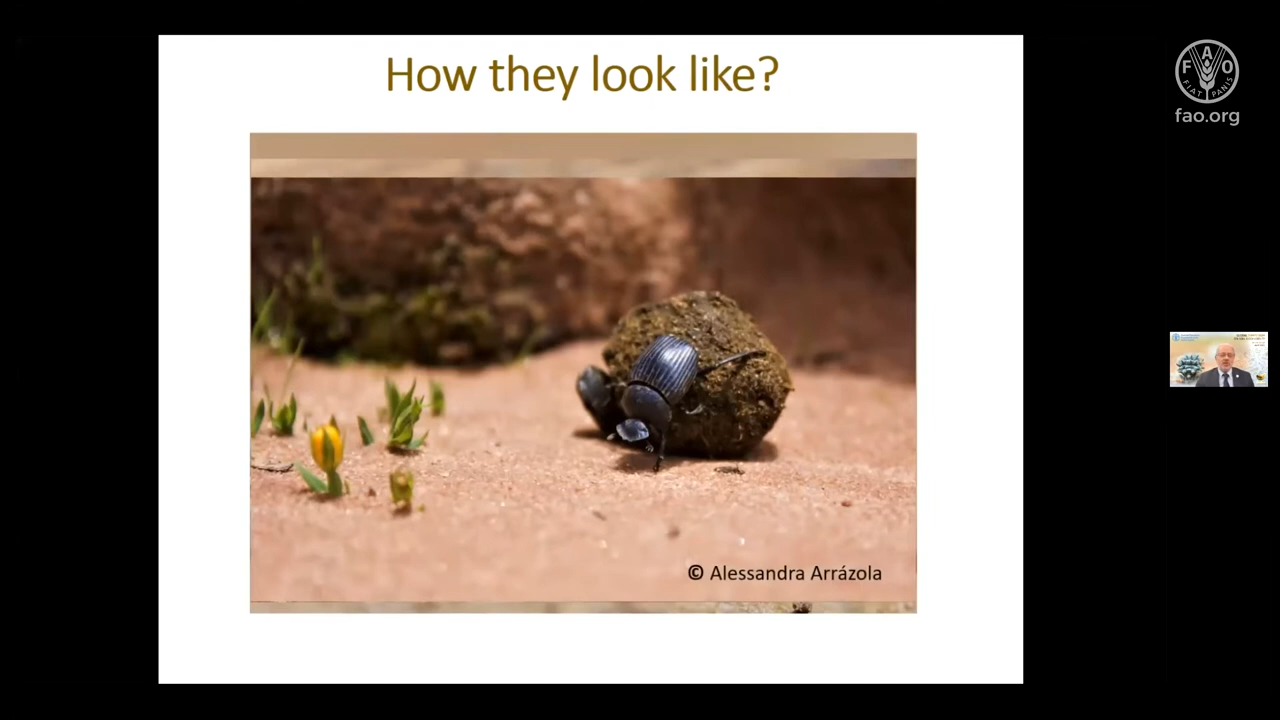 How they look like?
FAO
FIAT PANIS
fao.org
© Alessandra Arrázola